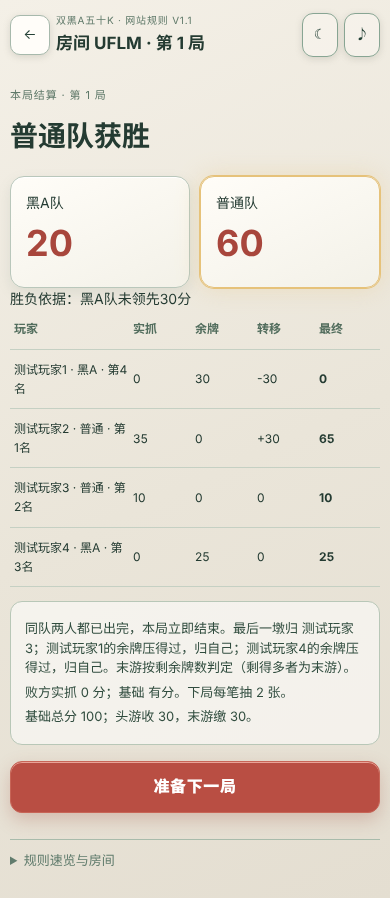 ←
双黑A五十K · 网站规则 V1.1
房间 UFLM · 第 1 局
☾
♪
本局结算 · 第 1 局
普通队获胜
黑A队
20
普通队
60
胜负依据：黑A队未领先30分
玩家 实抓 余牌 转移 最终
测试玩家1 · 黑A · 第4
名 0 30 -30 0
测试玩家2 · 普通 · 第
1名 35 0 +30 65
测试玩家3 · 普通 · 第
2名 10 0 0 10
测试玩家4 · 黑A · 第
3名 0 25 0 25
同队两人都已出完，本局立即结束。最后一墩归 测试玩家
3；测试玩家1的余牌压得过，归自己；测试玩家4的余牌压
得过，归自己。末游按剩余牌数判定（剩得多者为末游）。
败方实抓 0 分；基础 有分。下局每笔抽 2 张。
基础总分 100；头游收 30，末游缴 30。
准备下一局
▶ 规则速览与房间